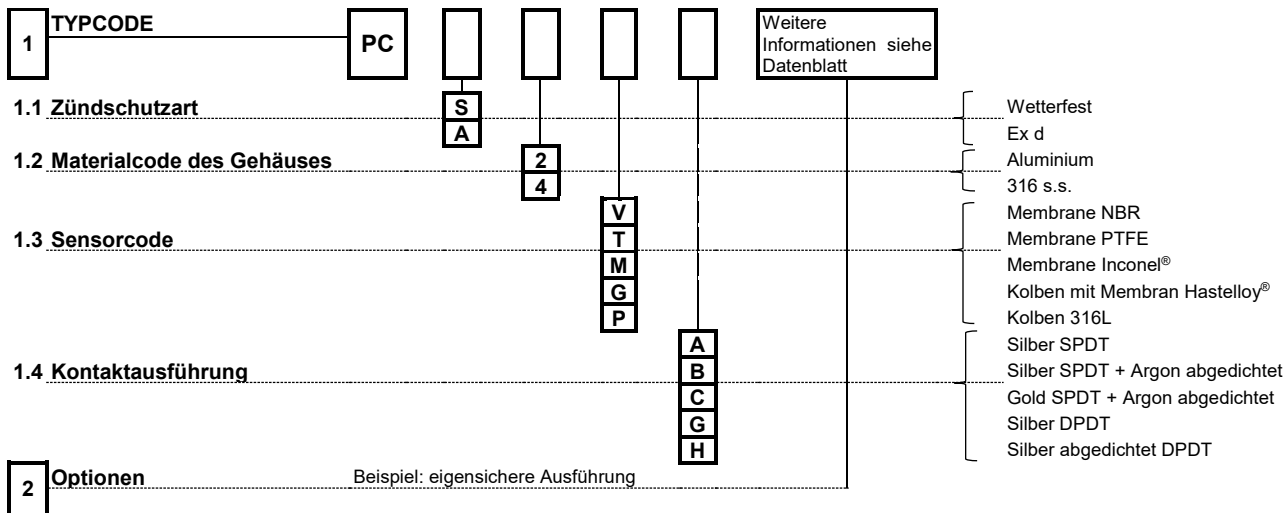 1
TYPCODE
PC
Weitere
Informationen siehe
Datenblatt
1.1 Zündschutzart
S
A
Wetterfest
Ex d
1.2 Materialcode des Gehäuses
2
4
Aluminium
316 s.s.
1.3 Sensorcode
V
T
M
G
P
Membrane NBR
Membrane PTFE
Membrane Inconel®
Kolben mit Membran Hastelloy®
Kolben 316L
1.4 Kontaktausführung
A
B
C
G
H
Silber SPDT
Silber SPDT + Argon abgedichtet
Gold SPDT + Argon abgedichtet
Silber DPDT
Silber abgedichtet DPDT
2
Optionen
Beispiel: eigensichere Ausführung